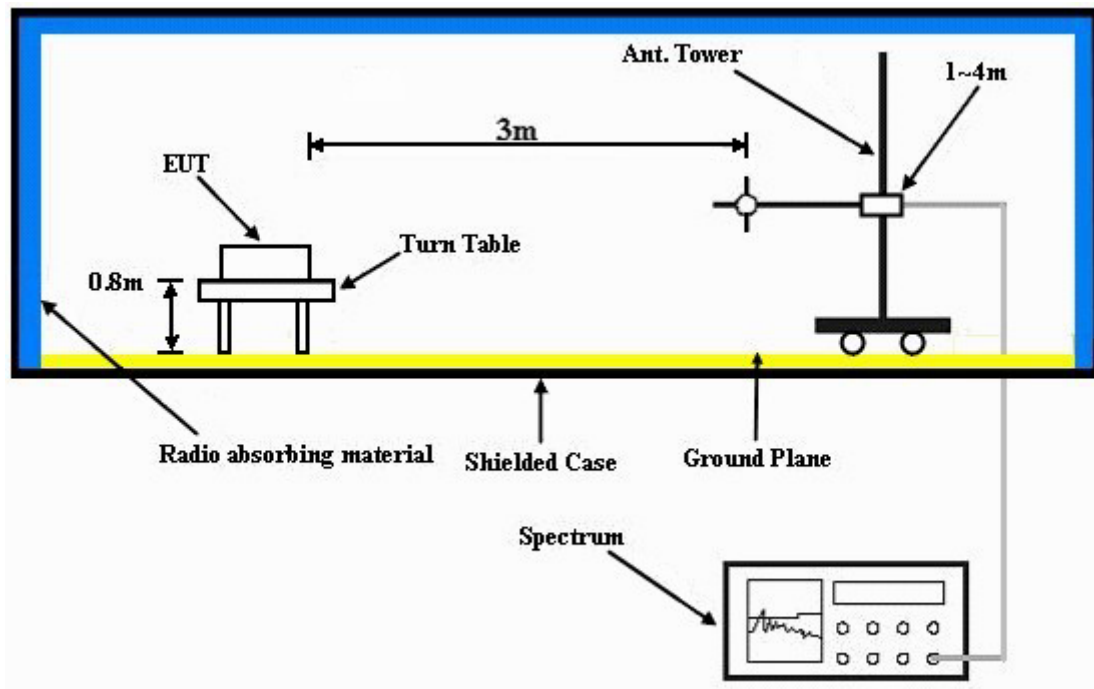 Ant. Tower
1~4m
3m
EUT
Turn Table
0.8m
Radio absorbing material
Shielded Case
Ground Plane
Spectrum